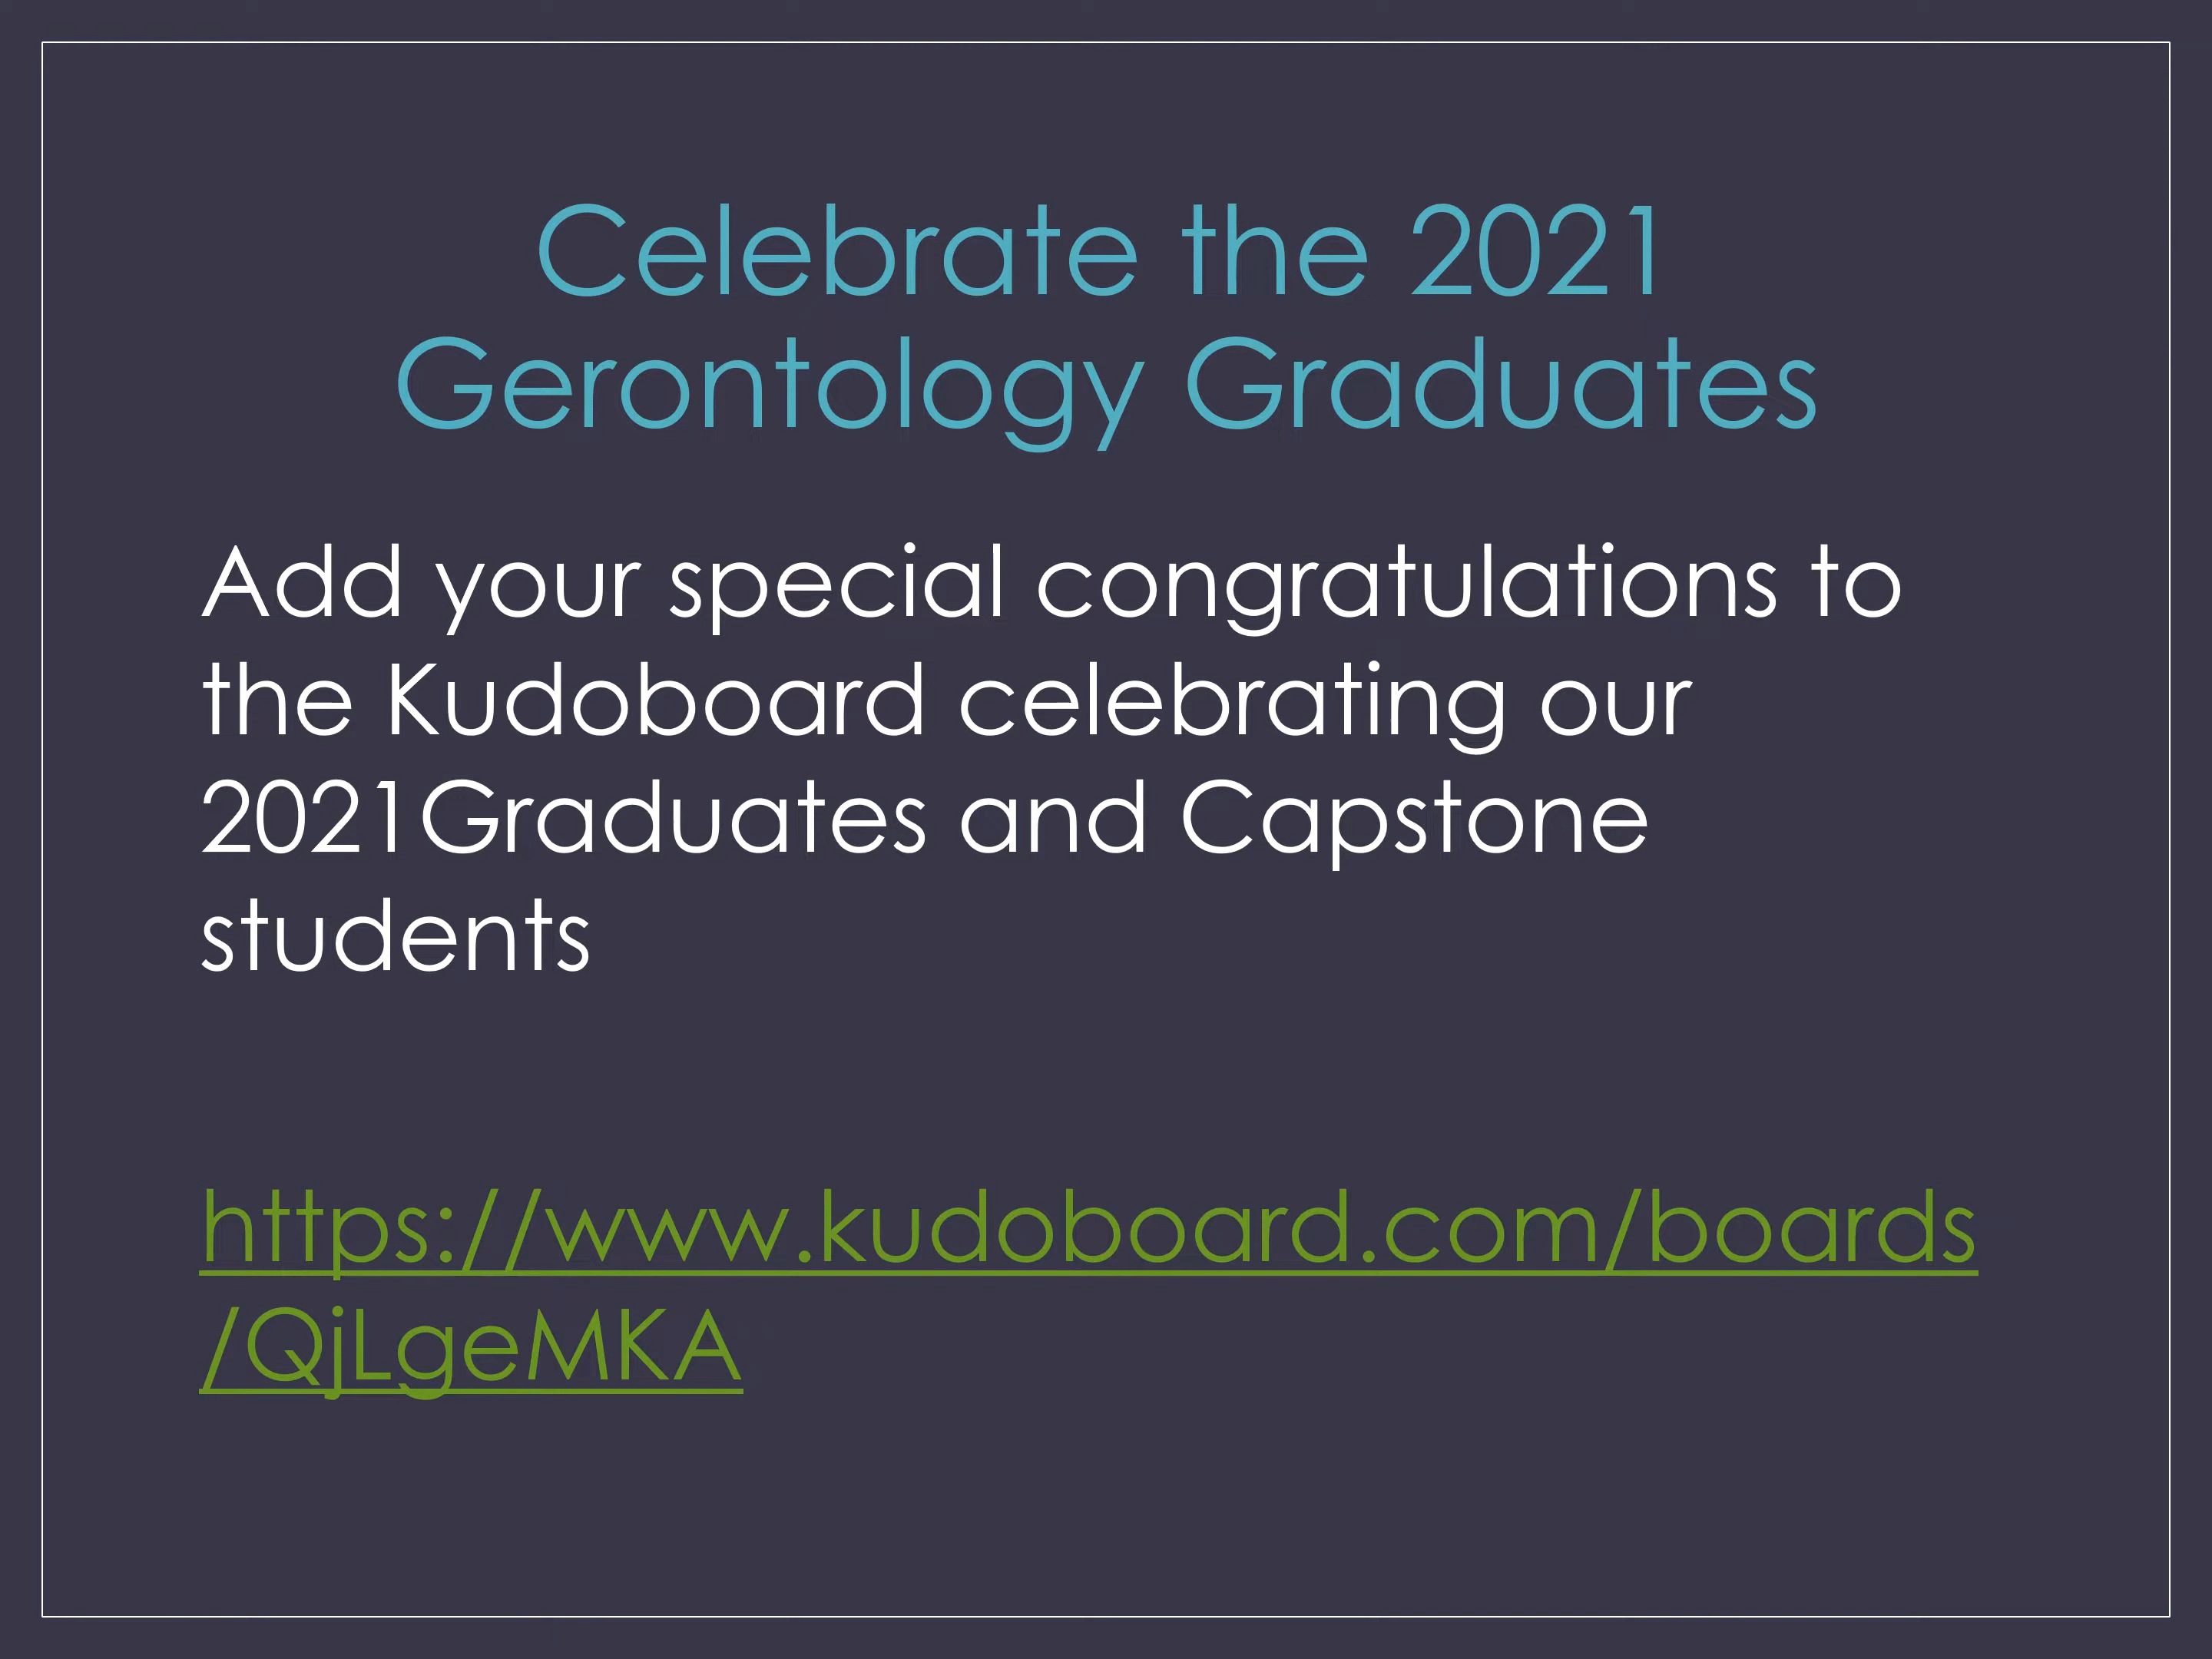 Celebrate the 2021
Gerontology Graduates
Add your special congratulations to
the Kudoboard celebrating our
2021Graduates and Capstone
students
https://www.kudoboard.com/boards
/QjLgeMKA